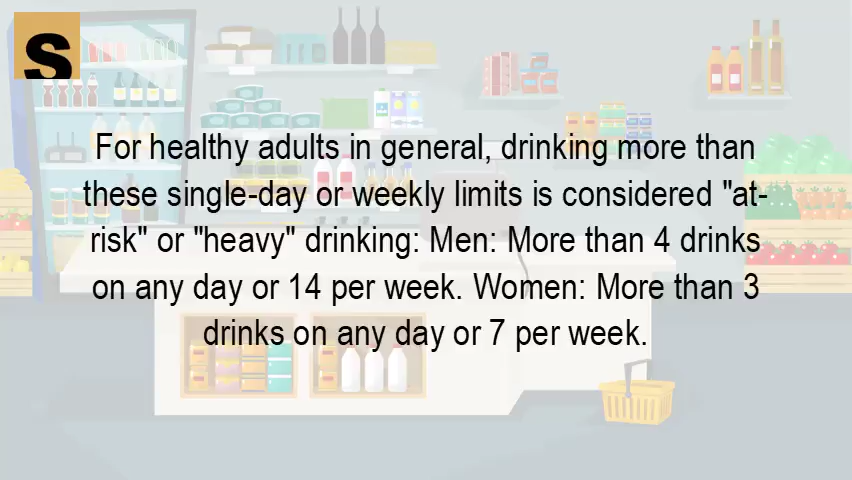 S
For healthy adults in general, drinking more than
these single-day or weekly limits is considered "at-
risk" or "heavy" drinking: Men: More than 4 drinks
on any day or 14 per week. Women: More than 3
drinks on any day or 7 per week.